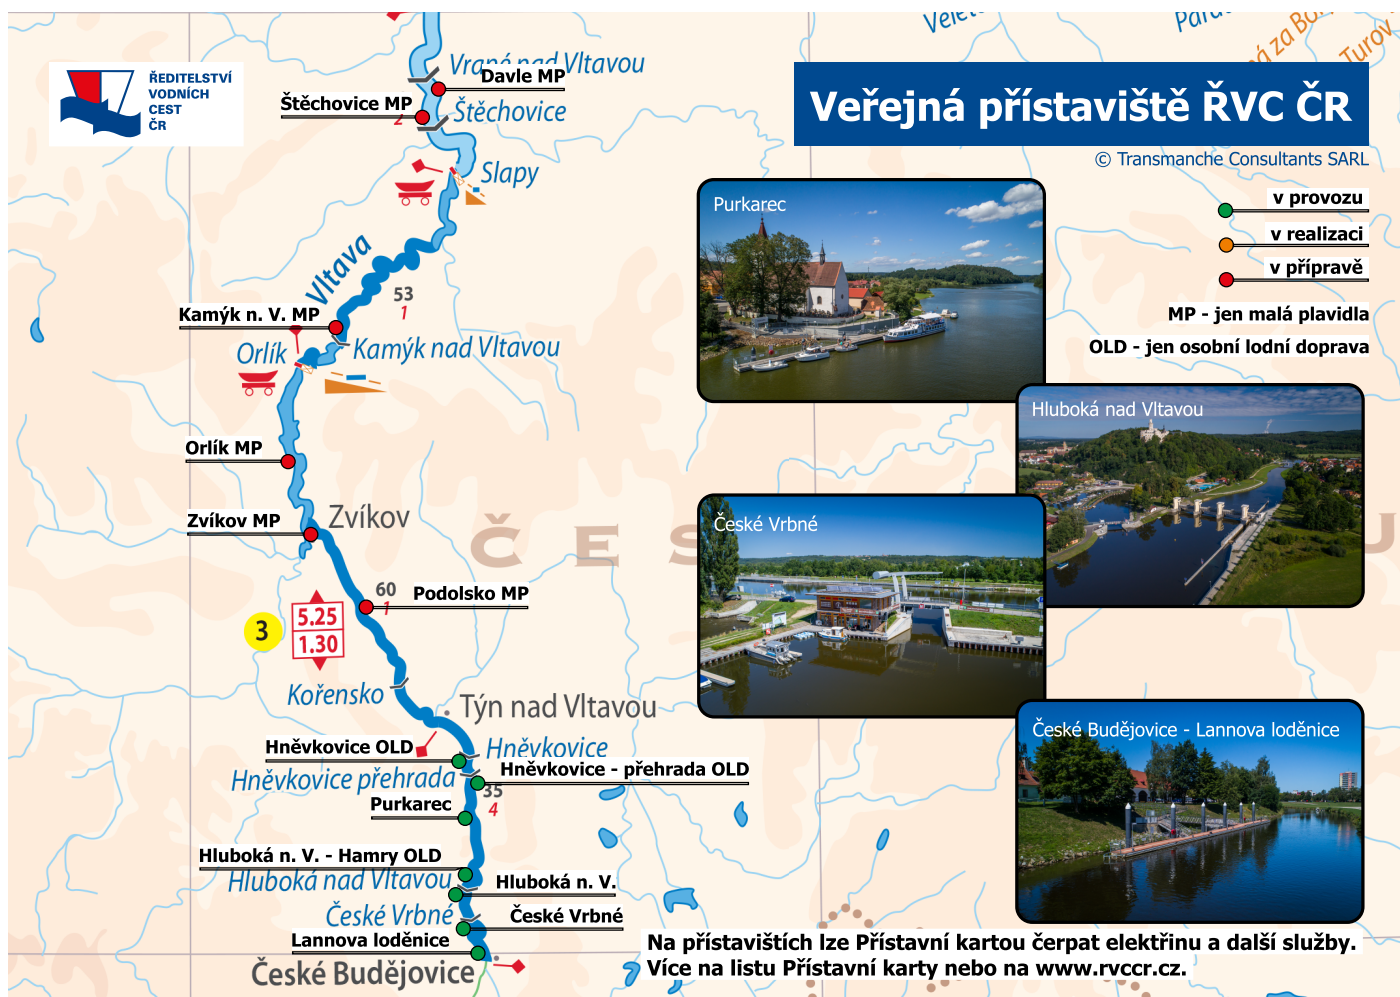 ŘEDITELSTVÍ
VODNÍCH
CEST
ČR
Veřejná přístaviště ŘVC ČR
© Transmanche Consultants SARL
v provozu
v realizaci
v přípravě
MP - jen malá plavidla
OLD - jen osobní lodní doprava
Vrané nad Vltavou
Davle MP
Štěchovice MP
2
Štěchovice
Slapy
Vltava
53
1
Kamýk n. V. MP
Orlík
Kamýk nad Vltavou
Orlík MP
Zvíkov MP
Zvíkov
ČES
U
60
1
Podolsko MP
3
5.25
1.30
Kořensko
Týn nad Vltavou
Hněvkovice OLD
Hněvkovice
Hněvkovice přehrada
Hněvkovice - přehrada OLD
35
4
Purkarec
Hluboká n. V. - Hamry OLD
Hluboká nad Vltavou
Hluboká n. V.
České Vrbné
České Vrbné
Lannova loděnice
České Budějovice
Purkarec
Hluboká nad Vltavou
České Vrbné
České Budějovice - Lannova loděnice
Na přístavištích lze Přístavní kartou čerpat elektřinu a další služby.
Více na listu Přístavní karty nebo na www.rvccr.cz.